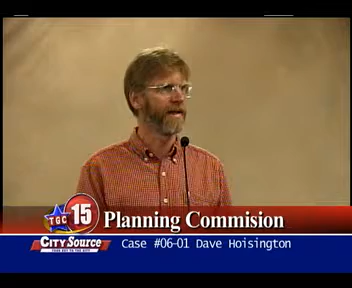 TGC 15 Planning Commision
City Source
Case #06-01 Dave Hoisington